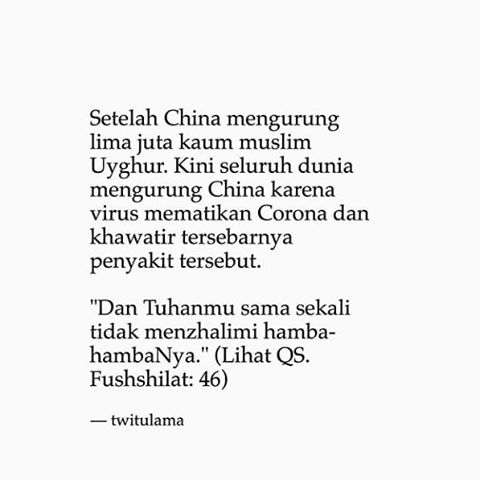 Setelah China mengurung
lima juta kaum muslim
Uyghur. Kini seluruh dunia
mengurung China karena
virus mematikan Corona dan
khawatir tersebarnya
penyakit tersebut.
"Dan Tuhanmu sama sekali
tidak menzhalimi hamba-
hambaNya." (Lihat QS.
Fushshilat: 46)
— twitulama